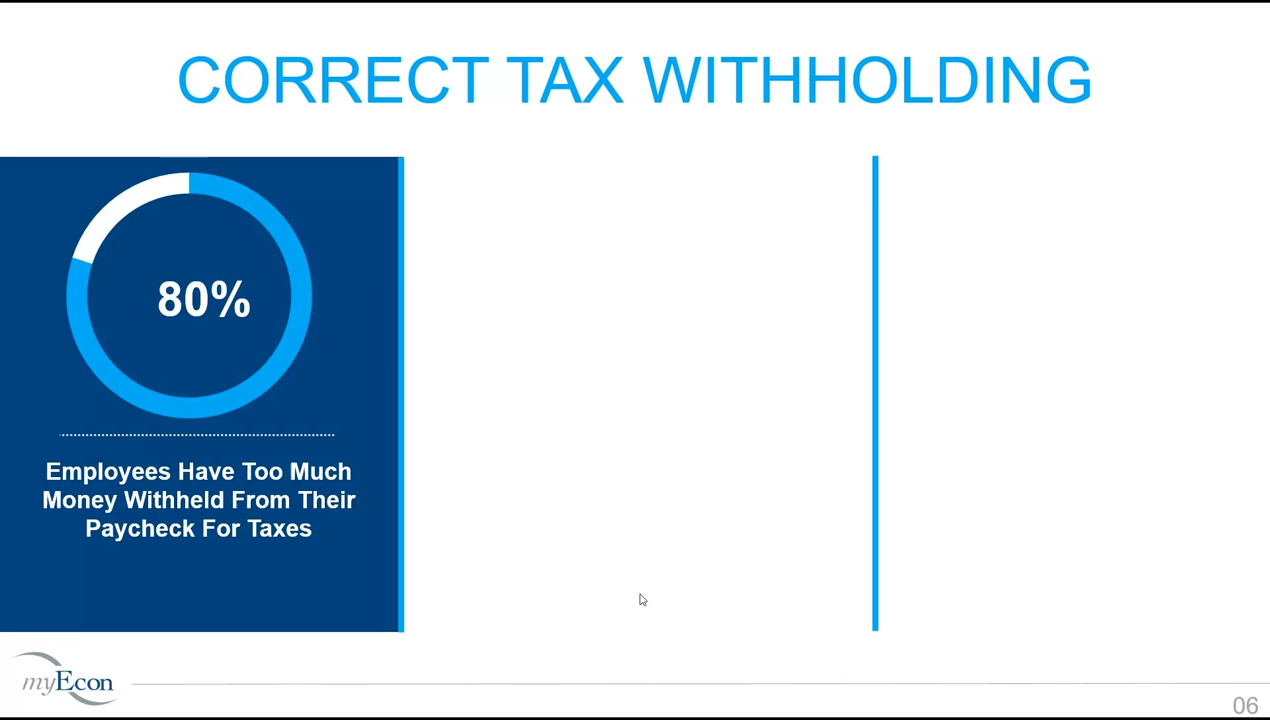 CORRECT TAX WITHHOLDING
80%
Employees Have Too Much
Money Withheld From Their
Paycheck For Taxes
myEcon
06